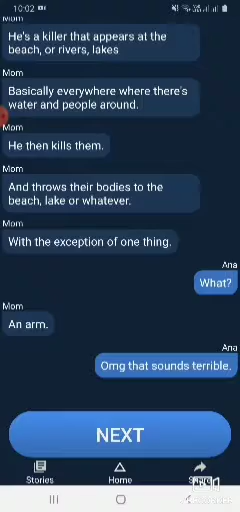 10:02
Mom
He's a killer that appears at the
beach, or rivers, lakes
Mom
Basically everywhere where there's
water and people around.
Mom
He then kills them.
Mom
And throws their bodies to the
beach, lake or whatever.
Mom
With the exception of one thing.
Ana
What?
Mom
An arm.
Ana
Omg that sounds terrible.
NEXT
Stories
Home